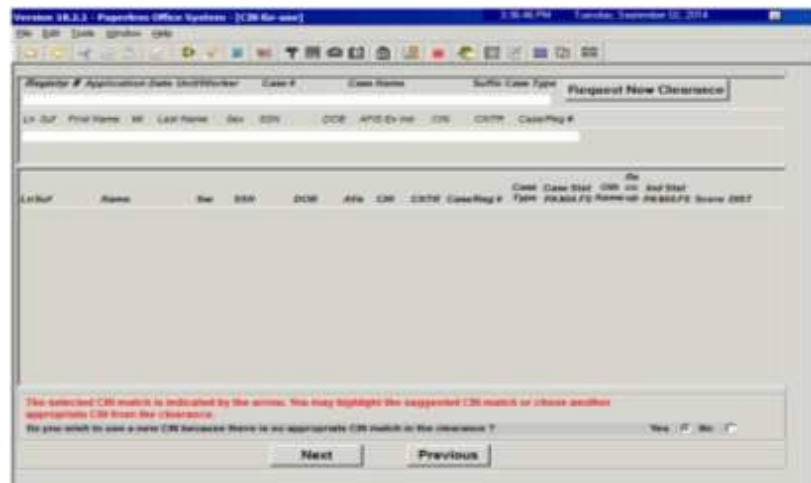 Version 18.2.1 - Paperless Office System - [CIN Re-use]
3:36:46 PM Tuesday, September 02, 2014
File Edit Tools Window Help
Registry # Application Date Unit/Worker Case # Case Name Suffix Case Type
Request New Clearance
Ln Suf First Name MI Last Name Sex SSN DOB AFIS Ex Ind CIN CNTR Case/Reg #
Ln Suf Name Sex SSN DOB Afis CIN CNTR Case/Reg # Case Type Case Stat PA MA FS Ind Stat PA MA FS Score DIST
The selected CIN match is indicated by the arrow. You may highlight the suggested CIN match or chose another
appropriate CIN from the clearance.
Do you wish to use a new CIN because there is no appropriate CIN match in the clearance ? Yes No
Next Previous